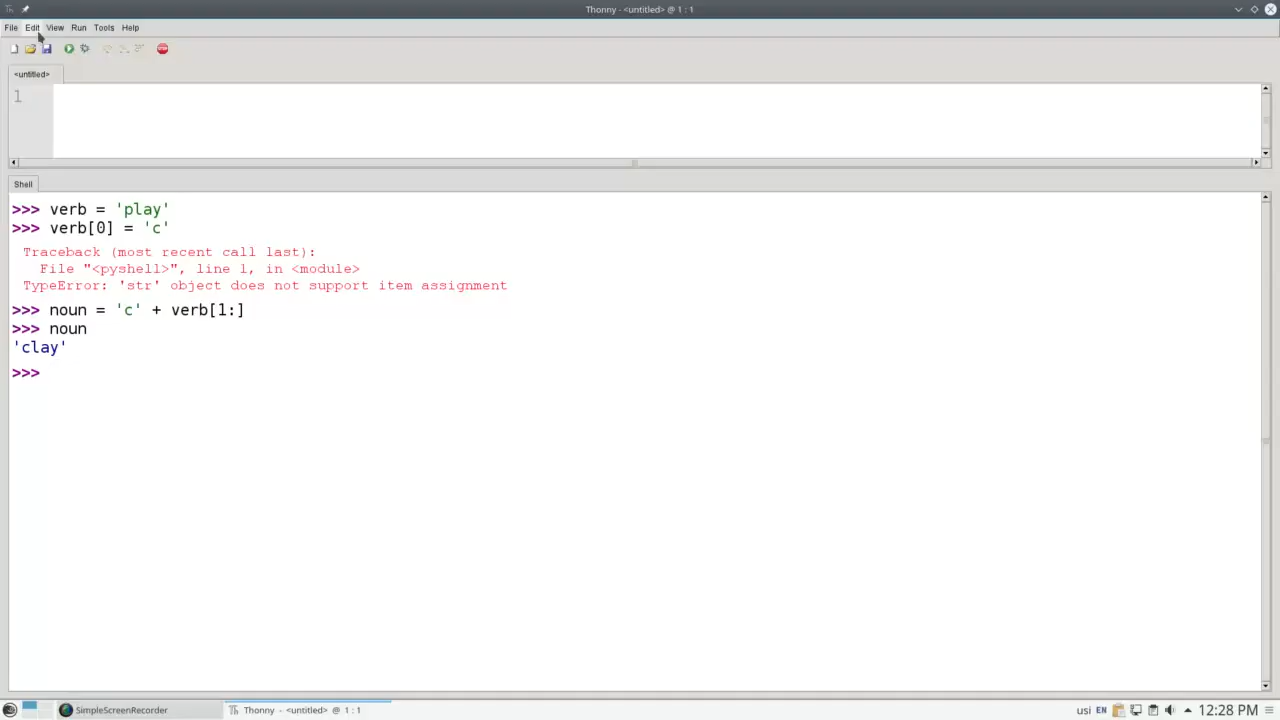 Thonny - <untitled> @ 1 : 1
File Edit View Run Tools Help
<untitled>
1
Shell
>>> verb = 'play'
>>> verb[0] = 'c'
Traceback (most recent call last):
File "<pyshell>", line 1, in <module>
TypeError: 'str' object does not support item assignment
>>> noun = 'c' + verb[1:]
>>> noun
'clay'
>>>
SimpleScreenRecorder Thonny - <untitled> @ 1 : 1 usi EN 12:28 PM